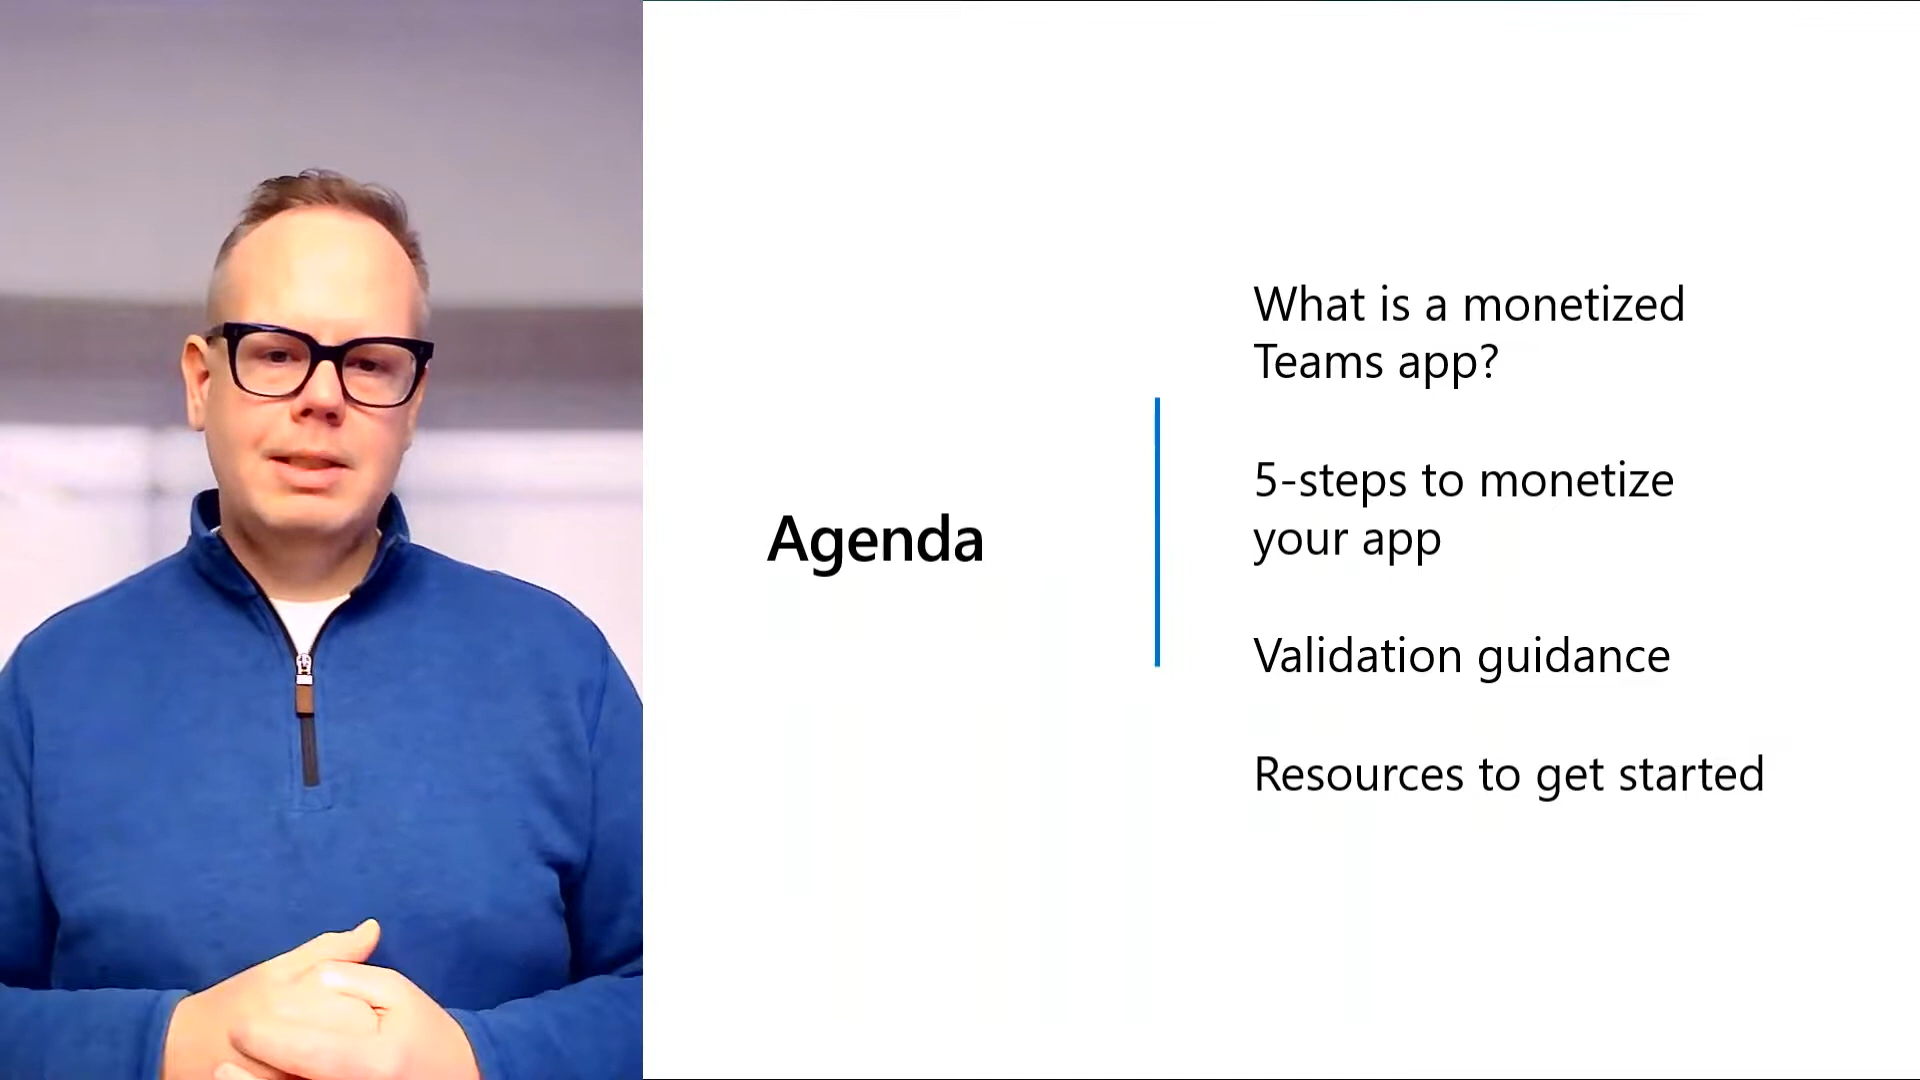 Agenda
What is a monetized
Teams app?
5-steps to monetize
your app
Validation guidance
Resources to get started